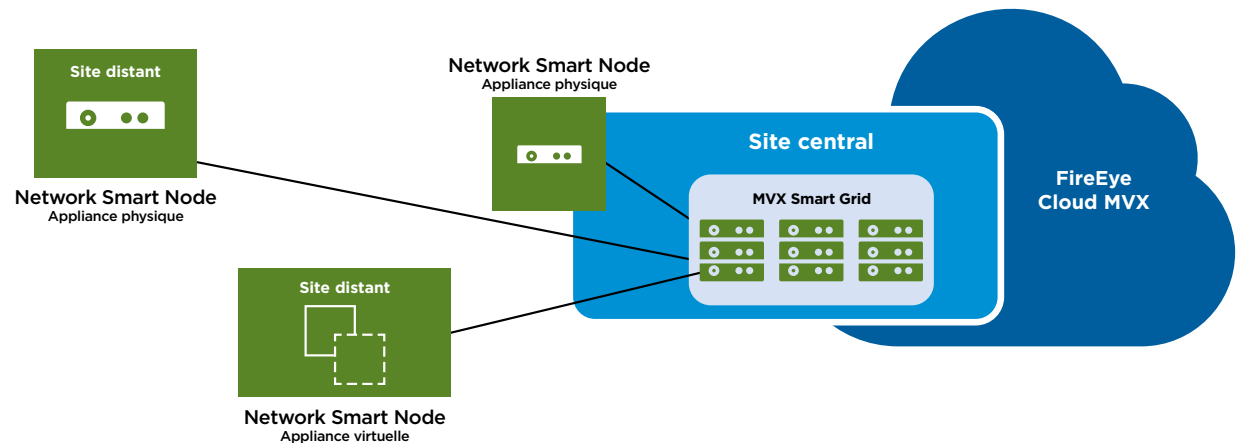 Site distant
Network Smart Node
Appliance physique
Network Smart Node
Appliance physique
Site central
MVX Smart Grid
FireEye
Cloud MVX
Site distant
Network Smart Node
Appliance virtuelle